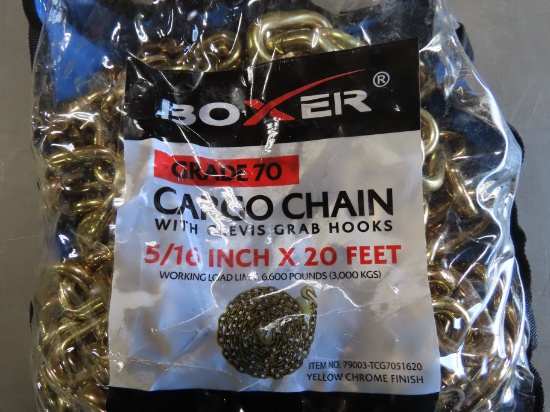 BOXER®
GRADE 70
CARGO CHAIN
WITH CLEVIS GRAB HOOKS
5/16 INCH X 20 FEET
WORKING LOAD LIMIT: 6,600 POUNDS (3,000 KGS)
ITEM NO. 79003-TCG7051620
YELLOW CHROME FINISH